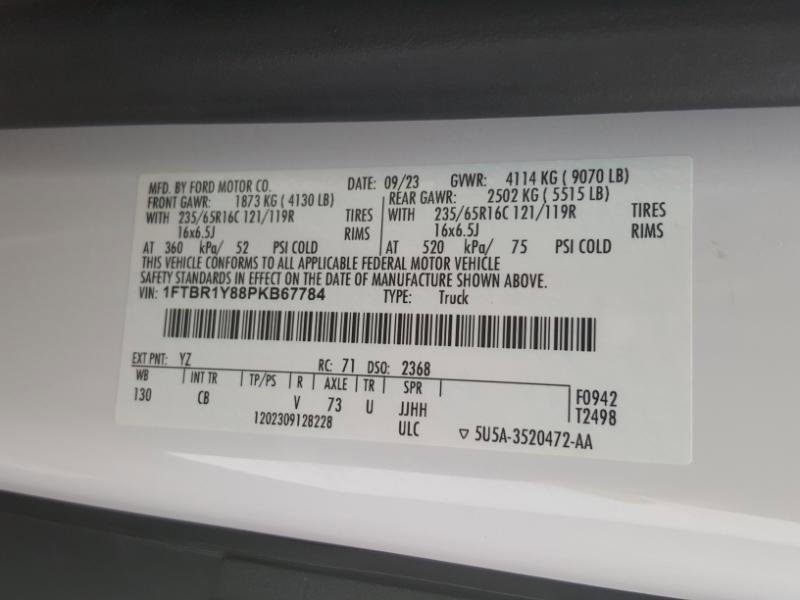 MFD. BY FORD MOTOR CO. DATE: 09/23 GVWR: 4114 KG ( 9070 LB)
FRONT GAWR: 1873 KG ( 4130 LB) REAR GAWR: 2502 KG ( 5515 LB)
WITH 235/65R16C 121/119R TIRES WITH 235/65R16C 121/119R TIRES
16x6.5J RIMS 16x6.5J RIMS
AT 360 kPa/ 52 PSI COLD AT 520 kPa/ 75 PSI COLD
THIS VEHICLE CONFORMS TO ALL APPLICABLE FEDERAL MOTOR VEHICLE
SAFETY STANDARDS IN EFFECT ON THE DATE OF MANUFACTURE SHOWN ABOVE.
VIN: 1FTBR1Y88PKB67784 TYPE: Truck
EXT PNT: YZ RC: 71 DSO: 2368
WB INT TR TP/PS R AXLE TR SPR F0942
130 CB V 73 U JJHH T2498
1202309128228 ULC ▽ 5U5A-3520472-AA